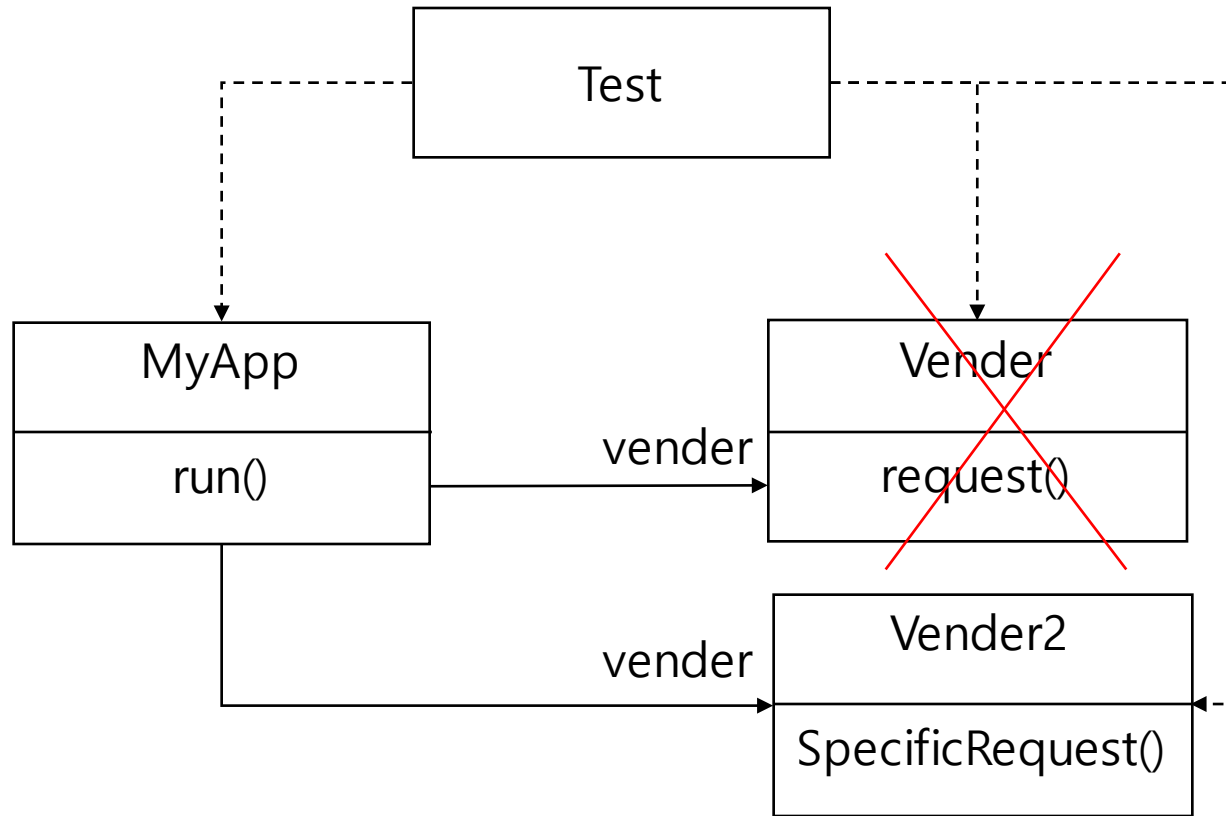 Test
MyApp
run()
vender
Vender
request()
vender
Vender2
SpecificRequest()